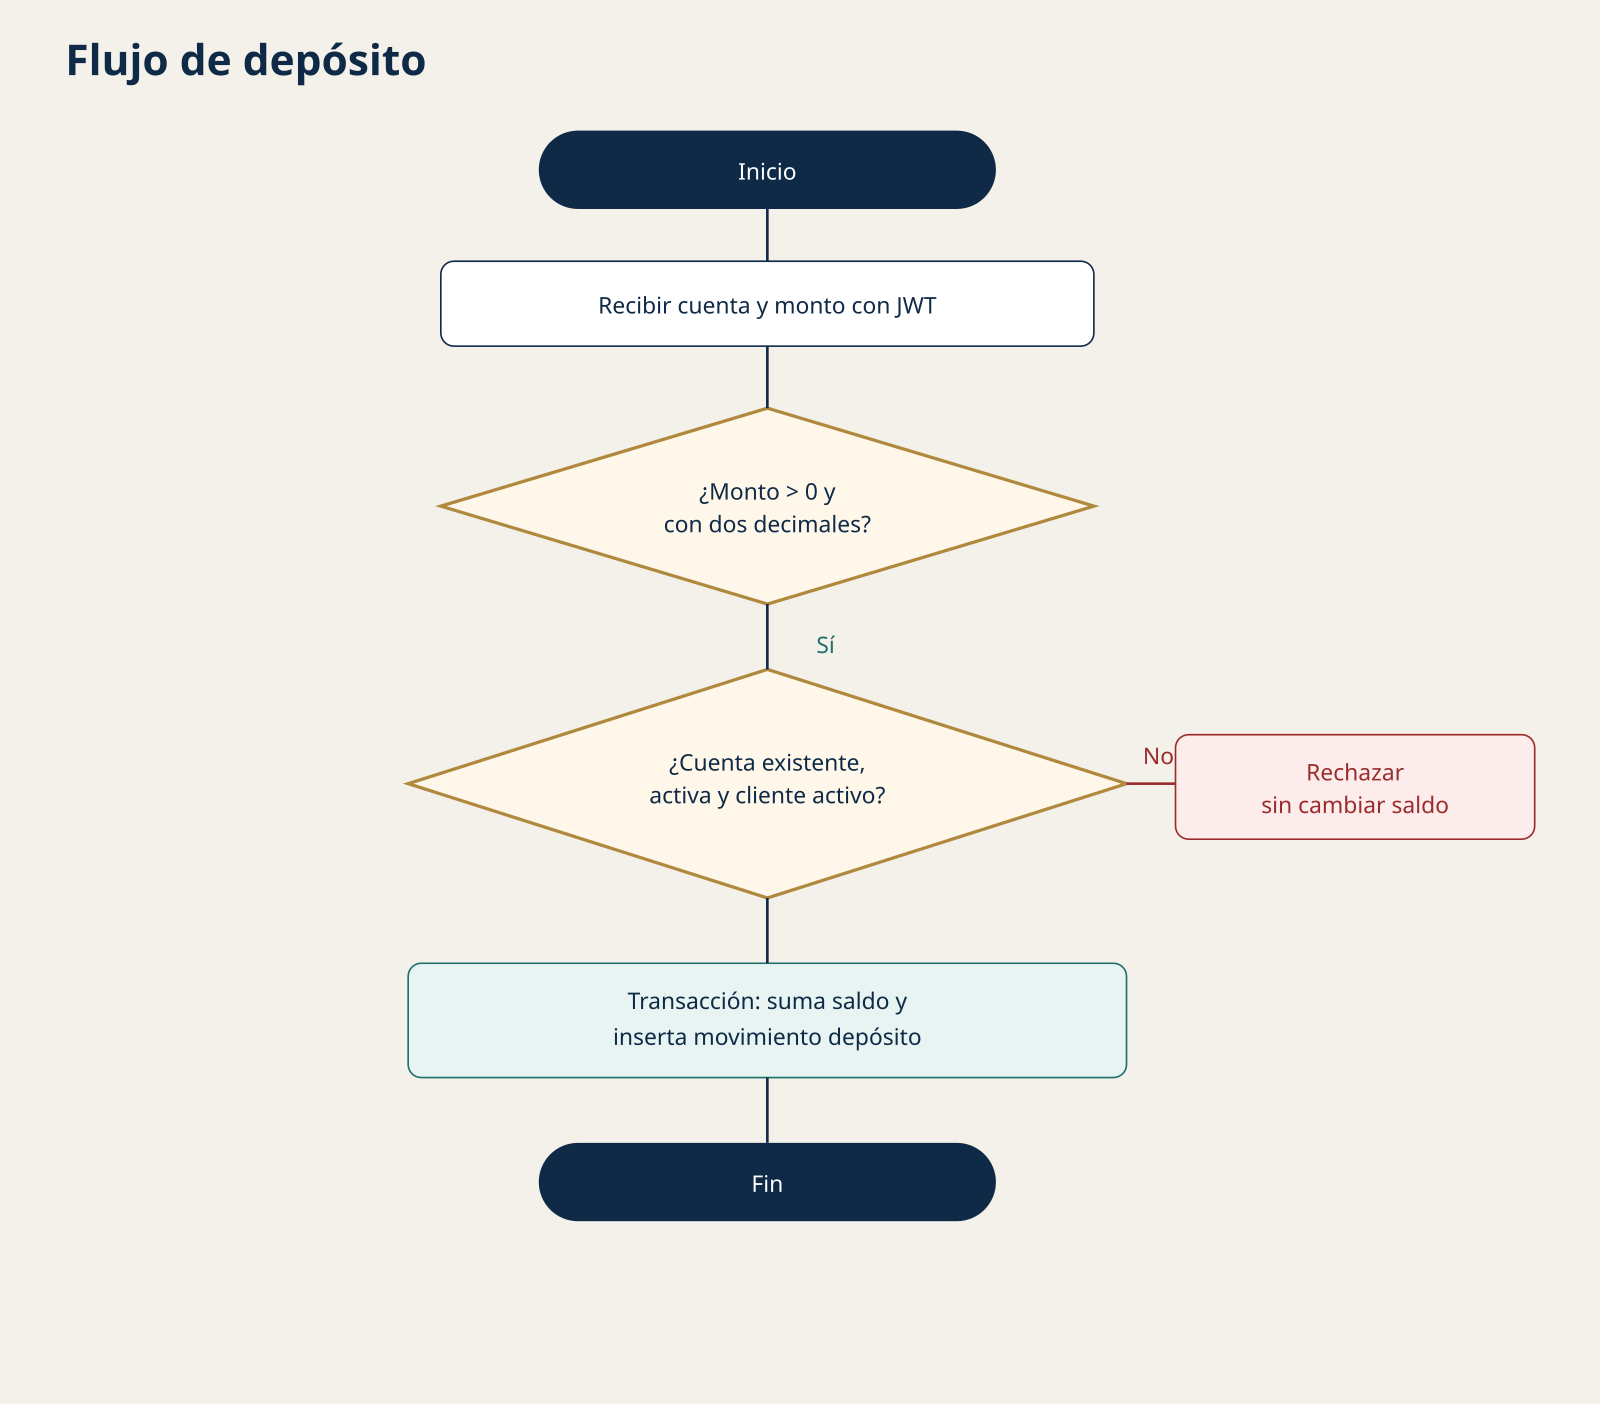 Flujo de depósito
Inicio
Recibir cuenta y monto con JWT
¿Monto > 0 y
con dos decimales?
Sí
¿Cuenta existente,
activa y cliente activo?
No
Rechazar
sin cambiar saldo
Transacción: suma saldo y
inserta movimiento depósito
Fin